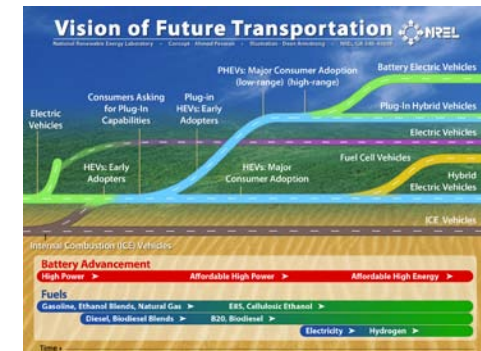 Vision of Future Transportation
NREL
National Renewable Energy Laboratory - Concept - Ahmad Pesaran - Illustration - Dean Armstrong - NREL,
PHEVs: Major Consumer Adoption
(low-range) (high-range)
Battery Electric Vehicles
Electric
Vehicles
Consumers Asking
for Plug-In
Capabilities
Plug-in
HEVs: Early
Adopters
Plug-In Hybrid Vehicles
Electric Vehicles
HEVs: Early
Adopters
HEVs: Major
Consumer Adoption
Fuel Cell Vehicles
Hybrid
Electric Vehicles
ICE Vehicles
Internal Combustion (ICE) Vehicles
Battery Advancement
High Power ➤ Affordable High Power ➤ Affordable High Energy ➤
Fuels
Gasoline, Ethanol Blends, Natural Gas ➤ E85, Cellulosic Ethanol ➤
Diesel, Biodiesel Blends ➤ B20, Biodiesel ➤
Electricity ➤ Hydrogen ➤
Time